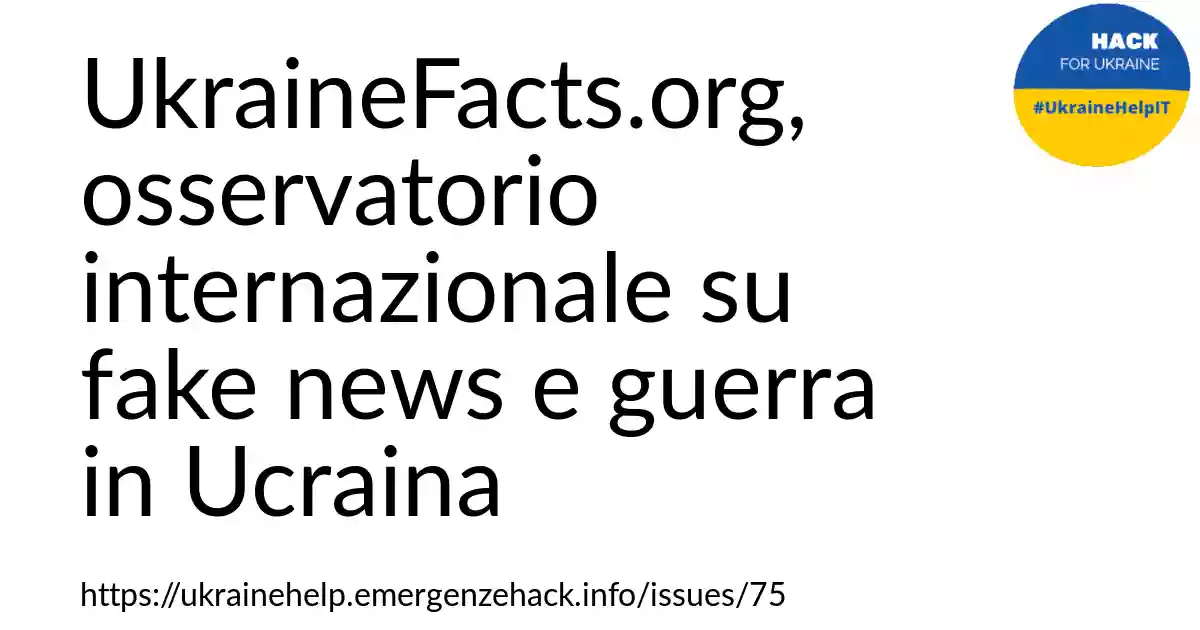 UkraineFacts.org,
osservatorio
internazionale su
fake news e guerra
in Ucraina
https://ukrainehelp.emergenzehack.info/issues/75
HACK
FOR UKRAINE
#UkraineHelpIT